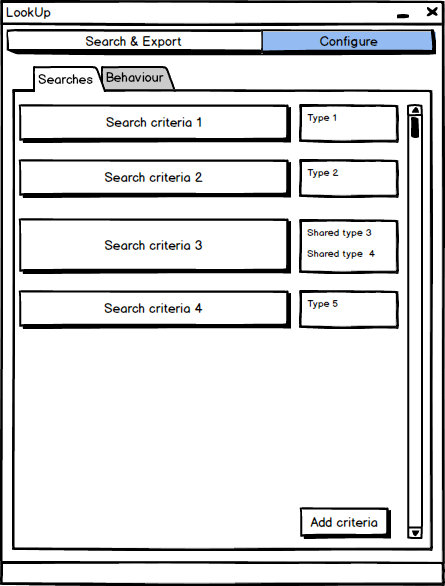 LookUp
Search & Export
Configure
Searches
Behaviour
Search criteria 1
Type 1
Search criteria 2
Type 2
Search criteria 3
Shared type 3
Shared type 4
Search criteria 4
Type 5
Add criteria